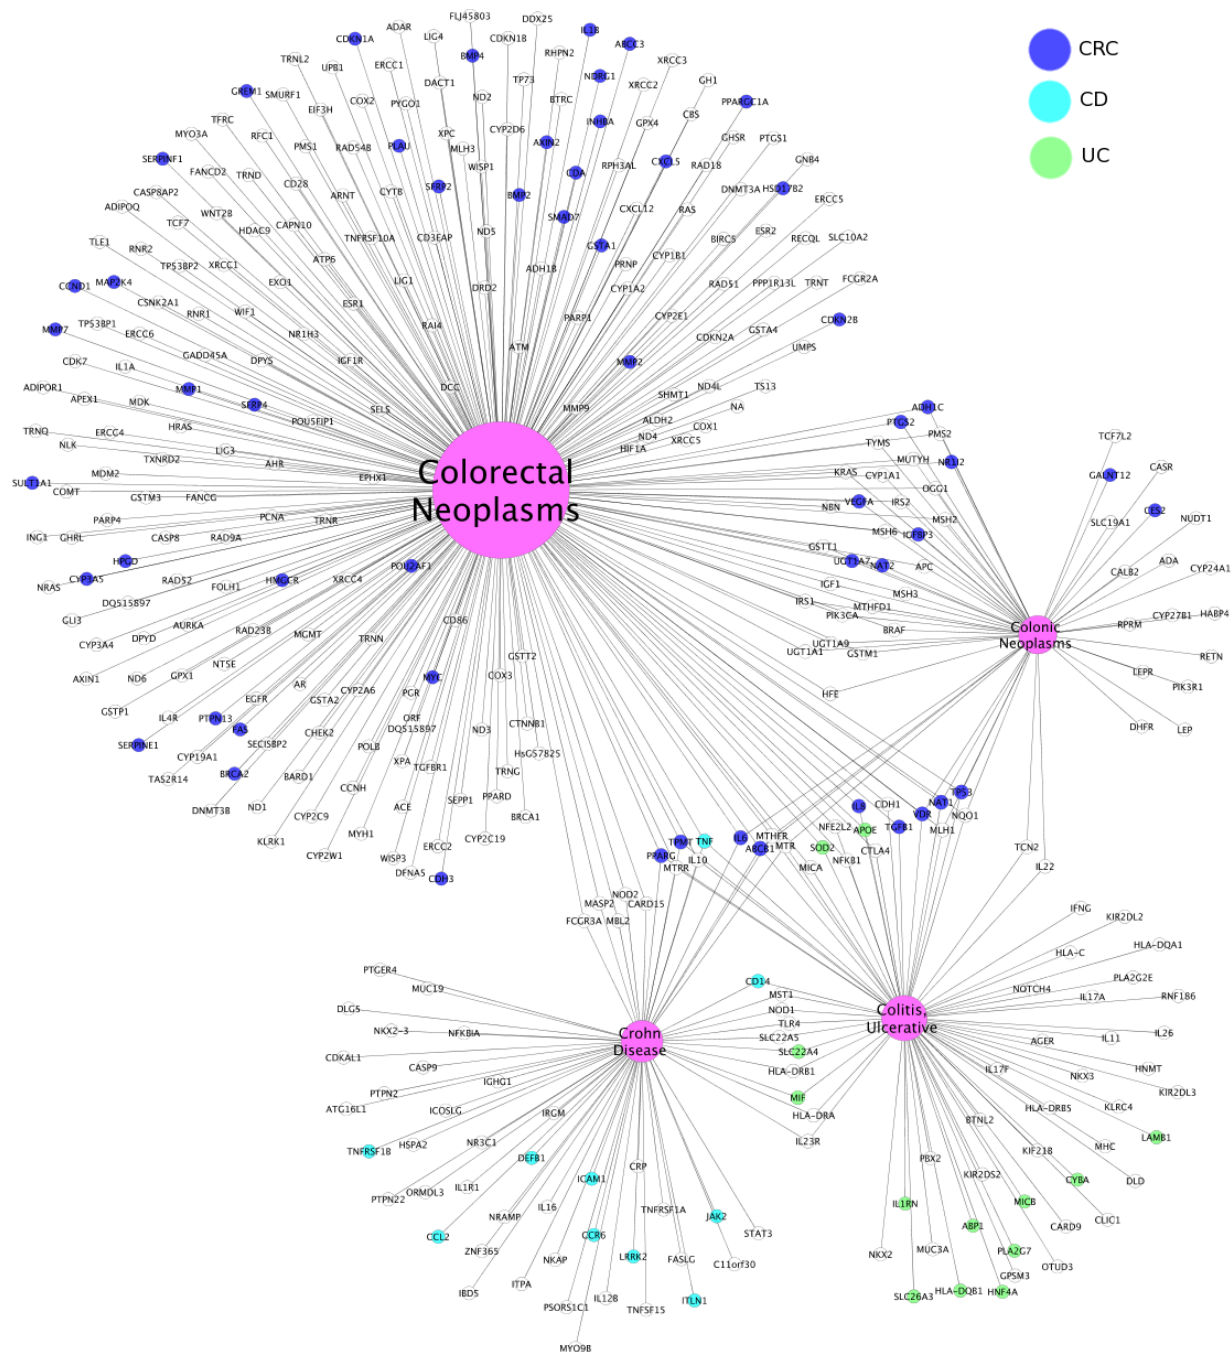 CRC
CD
UC
FLJ45803
DDX25
ADAR
LIG4
CDKN1B
IL1B
CDKN1A
BMP4
RHPN2
ABCC3
TRNL2
ERCC1
TP73
XRCC3
UPB1
DACT1
NDRG1
GH1
GREM1
SMURF1
COX2
PYGO1
ND2
BTRC
XRCC2
CBS
PPARGC1A
EIF3H
TFRC
XPC
CYP2D6
INHBA
GPX4
MYO3A
RFC1
PMS1
RAD54B
PLAU
MLH3
AXIN2
GHSR
PTGS1
SERPINF1
WISP1
RPH3AL
CXCL5
RAD18
GNB4
FANCD2
TRND
CD28
CYTB
SFRP2
CDA
DNMT3A
HSD17B2
CASP8AP2
ARNT
BMP2
ERCC5
ADIPOQ
WNT2B
CAPN10
SMAD7
CXCL12
RAS
TCF7
HDAC9
TNFRSF10A
CD3EAP
ND5
ESR2
SLC10A2
TLE1
RNR2
ATP6
GSTA1
BIRC5
RECQL
TP53BP2
XRCC1
ADH1B
PRNP
CYP1B1
CCND1
MAP2K4
EXO1
LIG1
DRD2
CYP1A2
RAD51
PPP1R13L
TRNT
FCGR2A
CSNK2A1
RNR1
WIF1
ESR1
MMP7
TP53BP1
ERCC6
NR1H3
RAI4
PARP1
CYP2E1
CDKN2A
GSTA4
CDKN2B
GADD45A
DPYS
IGF1R
ATM
UMPS
CDK7
IL1A
MMP2
ADIPOR1
APEX1
MDK
MMP1
SFRP4
SELS
DCC
SHMT1
ND4L
TS13
HRAS
POU5FIP1
MMP9
ALDH2
COX1
NA
ADH1C
TRNQ
ERCC4
ND4
XRCC5
PTGS2
PMS2
NLK
LIG3
HIF1A
TYMS
TCF7L2
TXNRD2
AHR
MUTYH
NR1I2
SULT1A1
MDM2
EPHX1
KRAS
CYP1A1
CASR
COMT
GSTM3
FANCG
OGG1
GALNT12
Colorectal
Neoplasms
VEGFA
IRS2
NBN
PARP4
PCNA
TRNR
MSH2
CES2
ING1
GHRL
CASP8
RAD9A
MSH6
IGFBP3
SLC19A1
NUDT1
HPGD
GSTT1
CYP3A5
RAD52
HMGCR
XRCC4
POU2AF1
UGT1A7
NAT2
APC
CALB2
ADA
CYP24A1
NRAS
FOLH1
IGF1
MSH3
DQ515897
IRS1
MTHFD1
GLI3
AURKA
PIK3CA
CYP27B1
HABP4
DPYD
RAD23B
MGMT
TRNN
CD86
BRAF
RPRM
CYP3A4
Colonic
Neoplasms
UGT1A9
UGT1A1
GSTM1
NT5E
GSTT2
RETN
AXIN1
ND6
GPX1
AR
CYP2A6
MYC
COX3
LEPR
PIK3R1
EGFR
GSTA2
PGR
HFE
GSTP1
IL4R
PTPN13
FAS
ORF
DQ515897
CTNNB1
DHFR
LEP
SERPINE1
SECISBP2
CHEK2
POLB
ND3
CYP19A1
HsG57825
TAS2R14
BRCA2
BARD1
CCNH
XPA
TGFBR1
TRNG
DNMT3B
ND1
CYP2C9
ACE
SEPP1
PPARD
BRCA1
KLRK1
MYH1
ERCC2
CYP2C19
CYP2W1
WISP3
DFNA5
CDH3
TP53
IL8
CDH1
NAT1
VDR
NQO1
NFE2L2
APOE
TGFB1
MLH1
TPMT
TNF
IL6
MTHFR
ABCB1
MTR
SOD2
CTLA4
TCN2
PPARG
IL10
NFKB1
MTRR
MICA
IL22
NOD2
MASP2
CARD15
FCGR3A
MBL2
IFNG
KIR2DL2
PTGER4
MUC19
HLA-C
HLA-DQA1
CD14
PLA2G2E
DLG5
MST1
NOTCH4
IL17A
RNF186
NOD1
Colitis,
Ulcerative
NKX2-3
NFKBIA
Crohn
Disease
TLR4
SLC22A5
AGER
IL11
IL26
CDKAL1
SLC22A4
CASP9
HLA-DRB1
IL17F
NKX3
HNMT
IGHG1
PTPN2
MIF
KIR2DL3
ATG16L1
ICOSLG
IRGM
HLA-DRA
HLA-DRB5
KLRC4
BTNL2
HSPA2
NR3C1
IL23R
LAMB1
TNFRSF1B
DEFB1
CRP
PBX2
KIF21B
MHC
ICAM1
KIR2DS2
CYBA
DLD
PTPN22
ORMDL3
IL1R1
IL16
TNFRSF1A
JAK2
IL1RN
MICB
NRAMP
STAT3
ABP1
CARD9
CLIC1
CCL2
ZNF365
CCR6
NKX2
MUC3A
PLA2G7
NKAP
LRRK2
FASLG
C11orf30
OTUD3
ITPA
GPSM3
IBD5
PSORS1C1
IL12B
TNFSF15
ITLN1
SLC26A3
HLA-DQB1
HNF4A
MYO9B